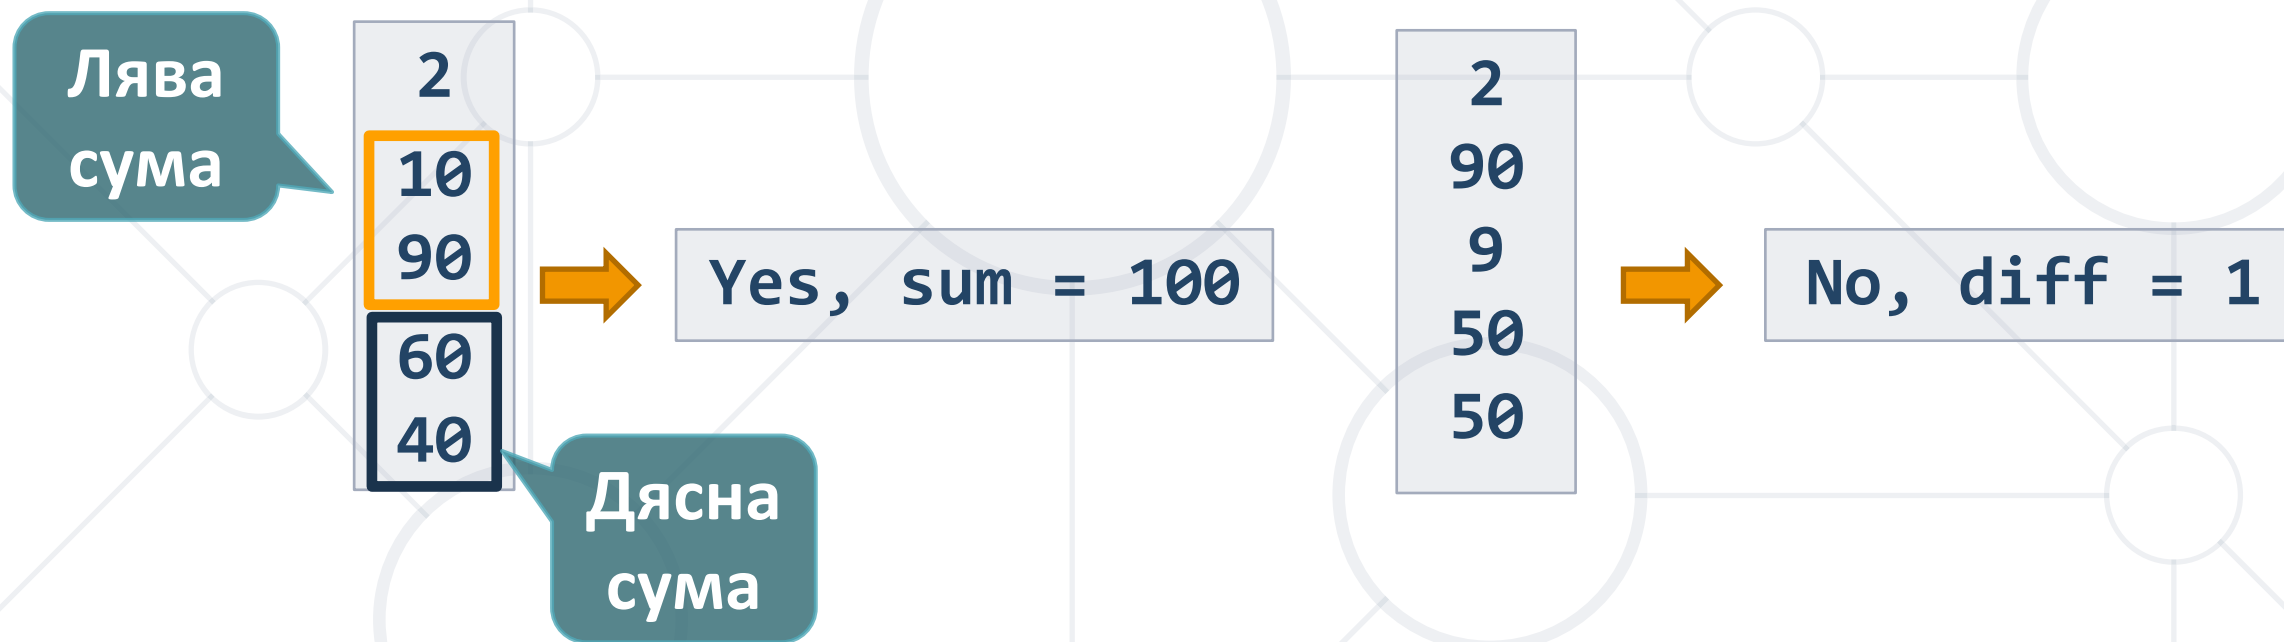 Лява
сума
2
10
90
60
40
Дясна
сума
Yes, sum = 100
2
90
9
50
50
No, diff = 1